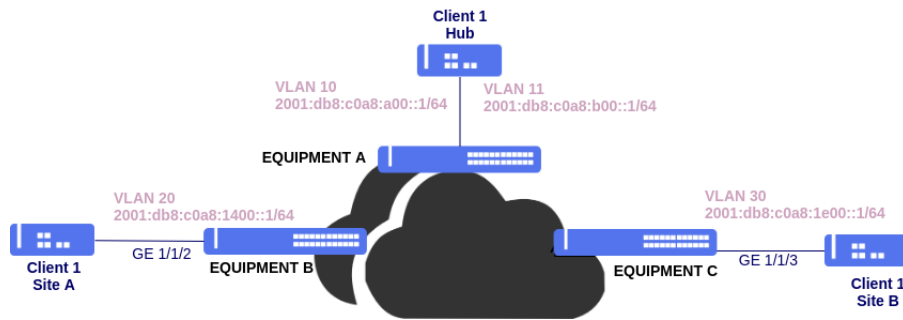 Client 1
Hub
VLAN 10
2001:db8:c0a8:a00::1/64
VLAN 11
2001:db8:c0a8:b00::1/64
EQUIPMENT A
VLAN 20
2001:db8:c0a8:1400::1/64
VLAN 30
2001:db8:c0a8:1e00::1/64
GE 1/1/2
GE 1/1/3
EQUIPMENT B
EQUIPMENT C
Client 1
Site A
Client 1
Site B